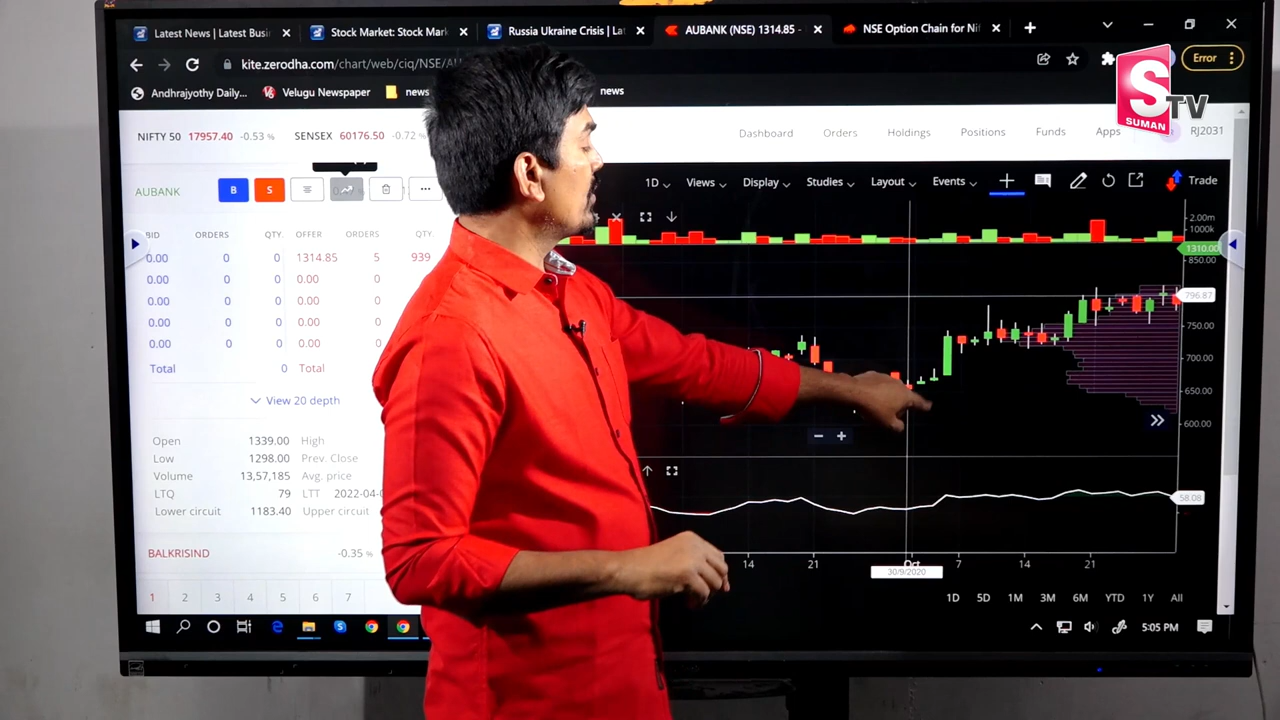 Latest News | Latest Busi
Stock Market: Stock Mar
Russia Ukraine Crisis | Lat
AUBANK (NSE) 1314.85 -
NSE Option Chain for Nif
kite.zerodha.com/chart/web/ciq/NSE/AU
Error
Andhrajyothy Daily...
Velugu Newspaper
news
news
S TV
SUMAN
NIFTY 50 17957.40 -0.53 %
SENSEX 60176.50 -0.72 %
Dashboard
Orders
Holdings
Positions
Funds
Apps
RJ2031
AUBANK
B
S
1D
Views
Display
Studies
Layout
Events
Trade
BID ORDERS QTY. OFFER ORDERS QTY.
0.00 0 0 1314.85 5 939
0.00 0 0 0.00 0
0.00 0 0 0.00 0
0.00 0 0 0.00 0
0.00 0 0 0.00 0
Total 0 Total
View 20 depth
Open 1339.00 High
Low 1298.00 Prev. Close
Volume 13,57,185 Avg. price
LTQ 79 LTT 2022-04-0
Lower circuit 1183.40 Upper circuit
BALKRISIND -0.35 %
1 2 3 4 5 6 7
2.00m
1000k
1310.00
850.00
796.87
750.00
700.00
650.00
600.00
58.08
14 21 Oct 7 14 21
30/9/2020
1D 5D 1M 3M 6M YTD 1Y All
5:05 PM